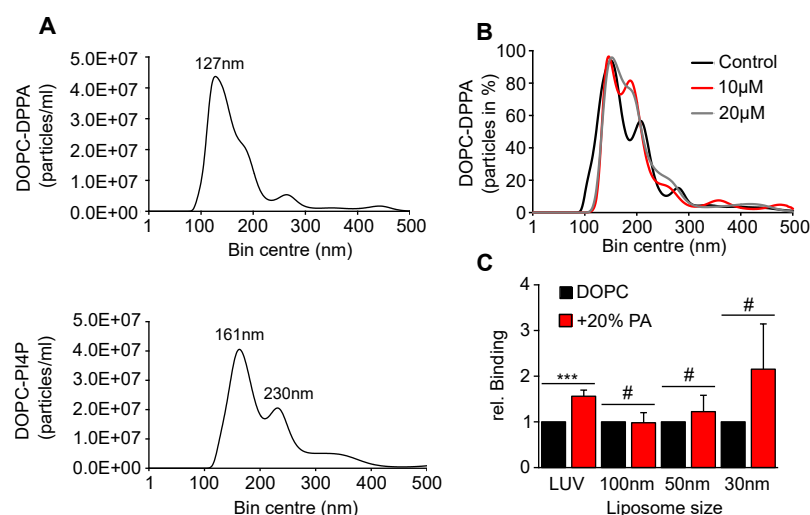 A
DOPC-DPPA
(particles/ml)
5.0E+07
4.0E+07
3.0E+07
2.0E+07
1.0E+07
0.0E+00
127nm
1 100 200 300 400 500
Bin centre (nm)
DOPC-PI4P
(particles/ml)
5.0E+07
4.0E+07
3.0E+07
2.0E+07
1.0E+07
0.0E+00
161nm
230nm
1 100 200 300 400 500
Bin centre (nm)
B
DOPC-DPPA
(particles in %)
100
80
60
40
20
0
Control
10µM
20µM
1 100 200 300 400 500
Bin centre (nm)
C
rel. Binding
4
3
2
1
0
DOPC
+20% PA
***
#
#
#
LUV 100nm 50nm 30nm
Liposome size